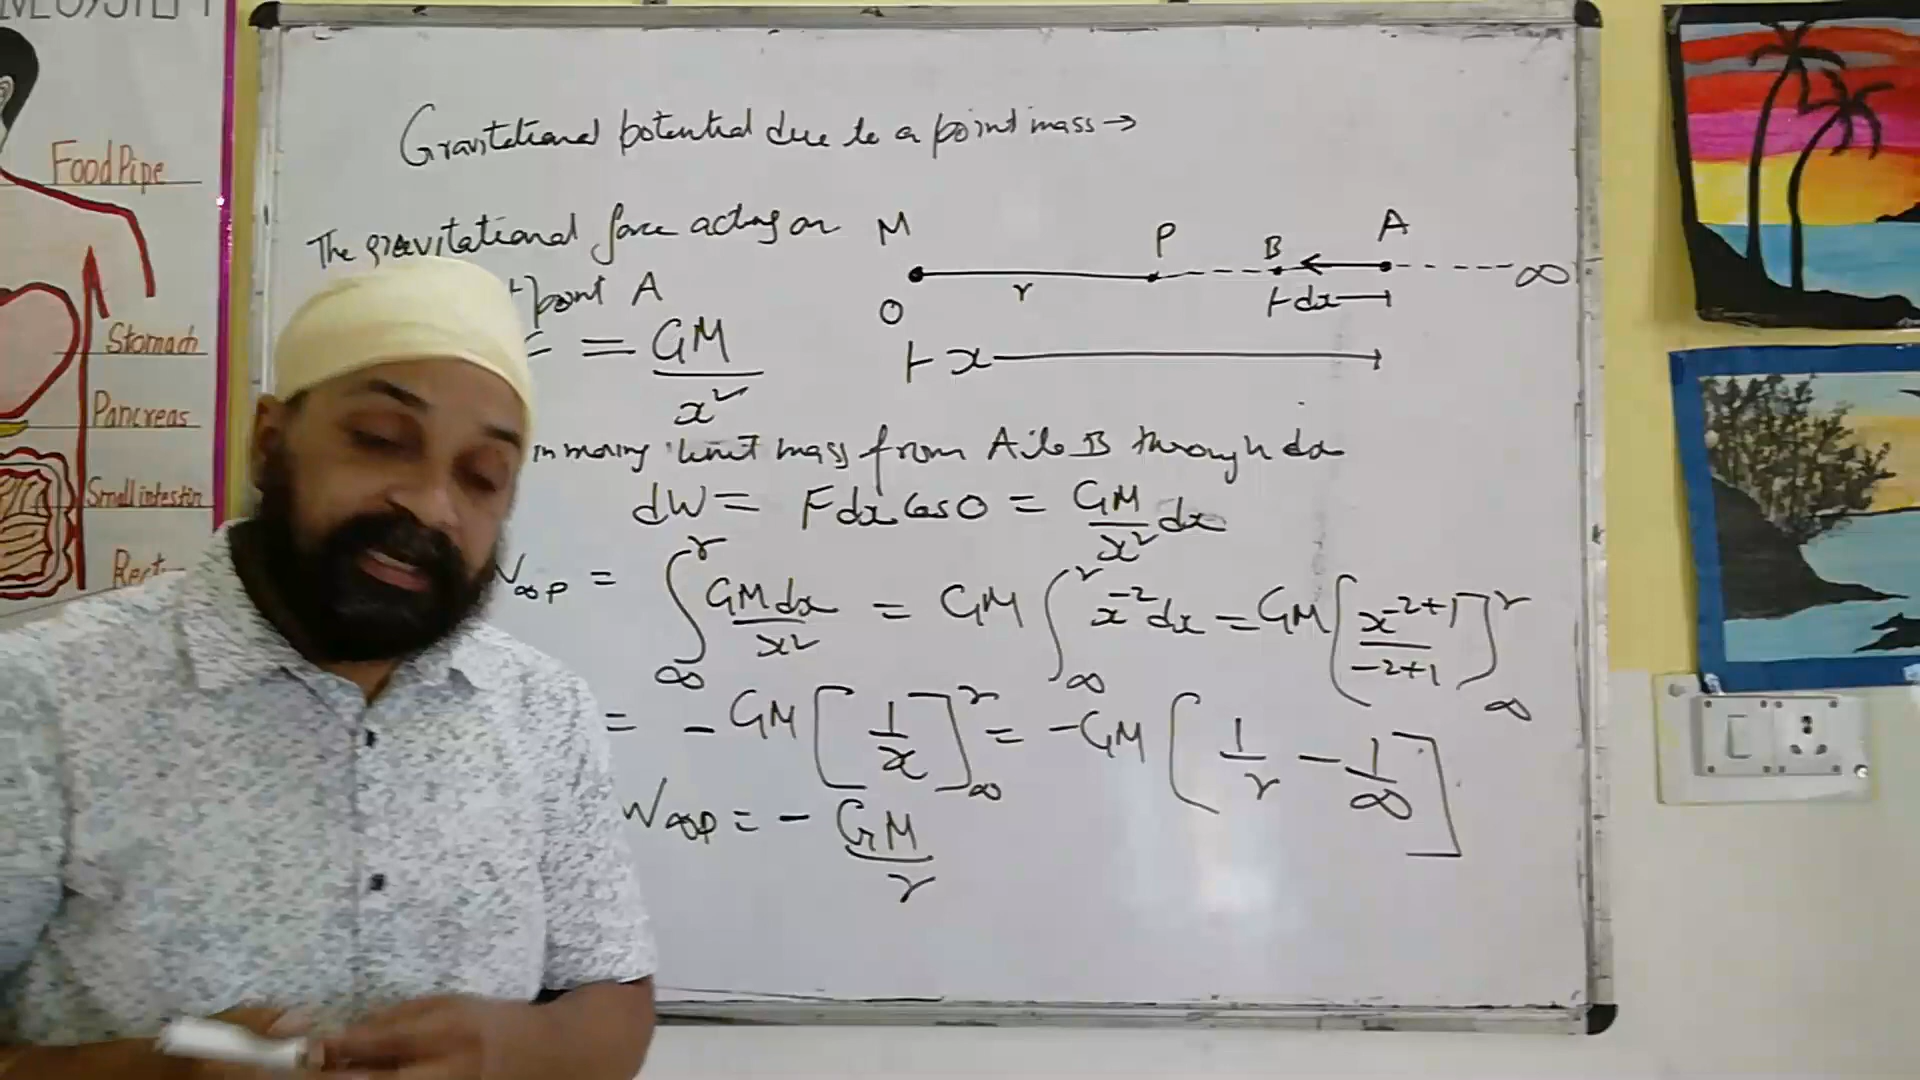 Food Pipe
Stomach
Pancreas
Small intestin
Rect
Gravitational potential due to a point mass →
The gravitational force acting on
point A
= GM / x²
M P B A
O r dx ∞
x
in moving unit mass from A to B through dx
dW = F dx Cos 0 = GM / x² dx
W∞P = ∫∞^r GM dx / x² = GM ∫∞^r x⁻² dx = GM [x⁻²⁺¹ / -2+1]∞^r
= - GM [1 / x]∞^r = - GM [1 / r - 1 / ∞]
W∞P = - GM / r